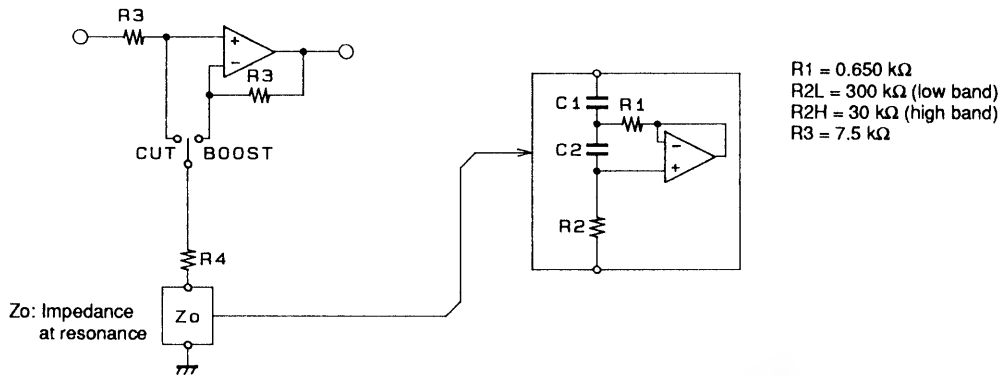 R3
+
−
R3
CUT BOOST
R4
Zo: Impedance
at resonance
Zo
C1
R1
C2
−
+
R2
R1 = 0.650 kΩ
R2L = 300 kΩ (low band)
R2H = 30 kΩ (high band)
R3 = 7.5 kΩ